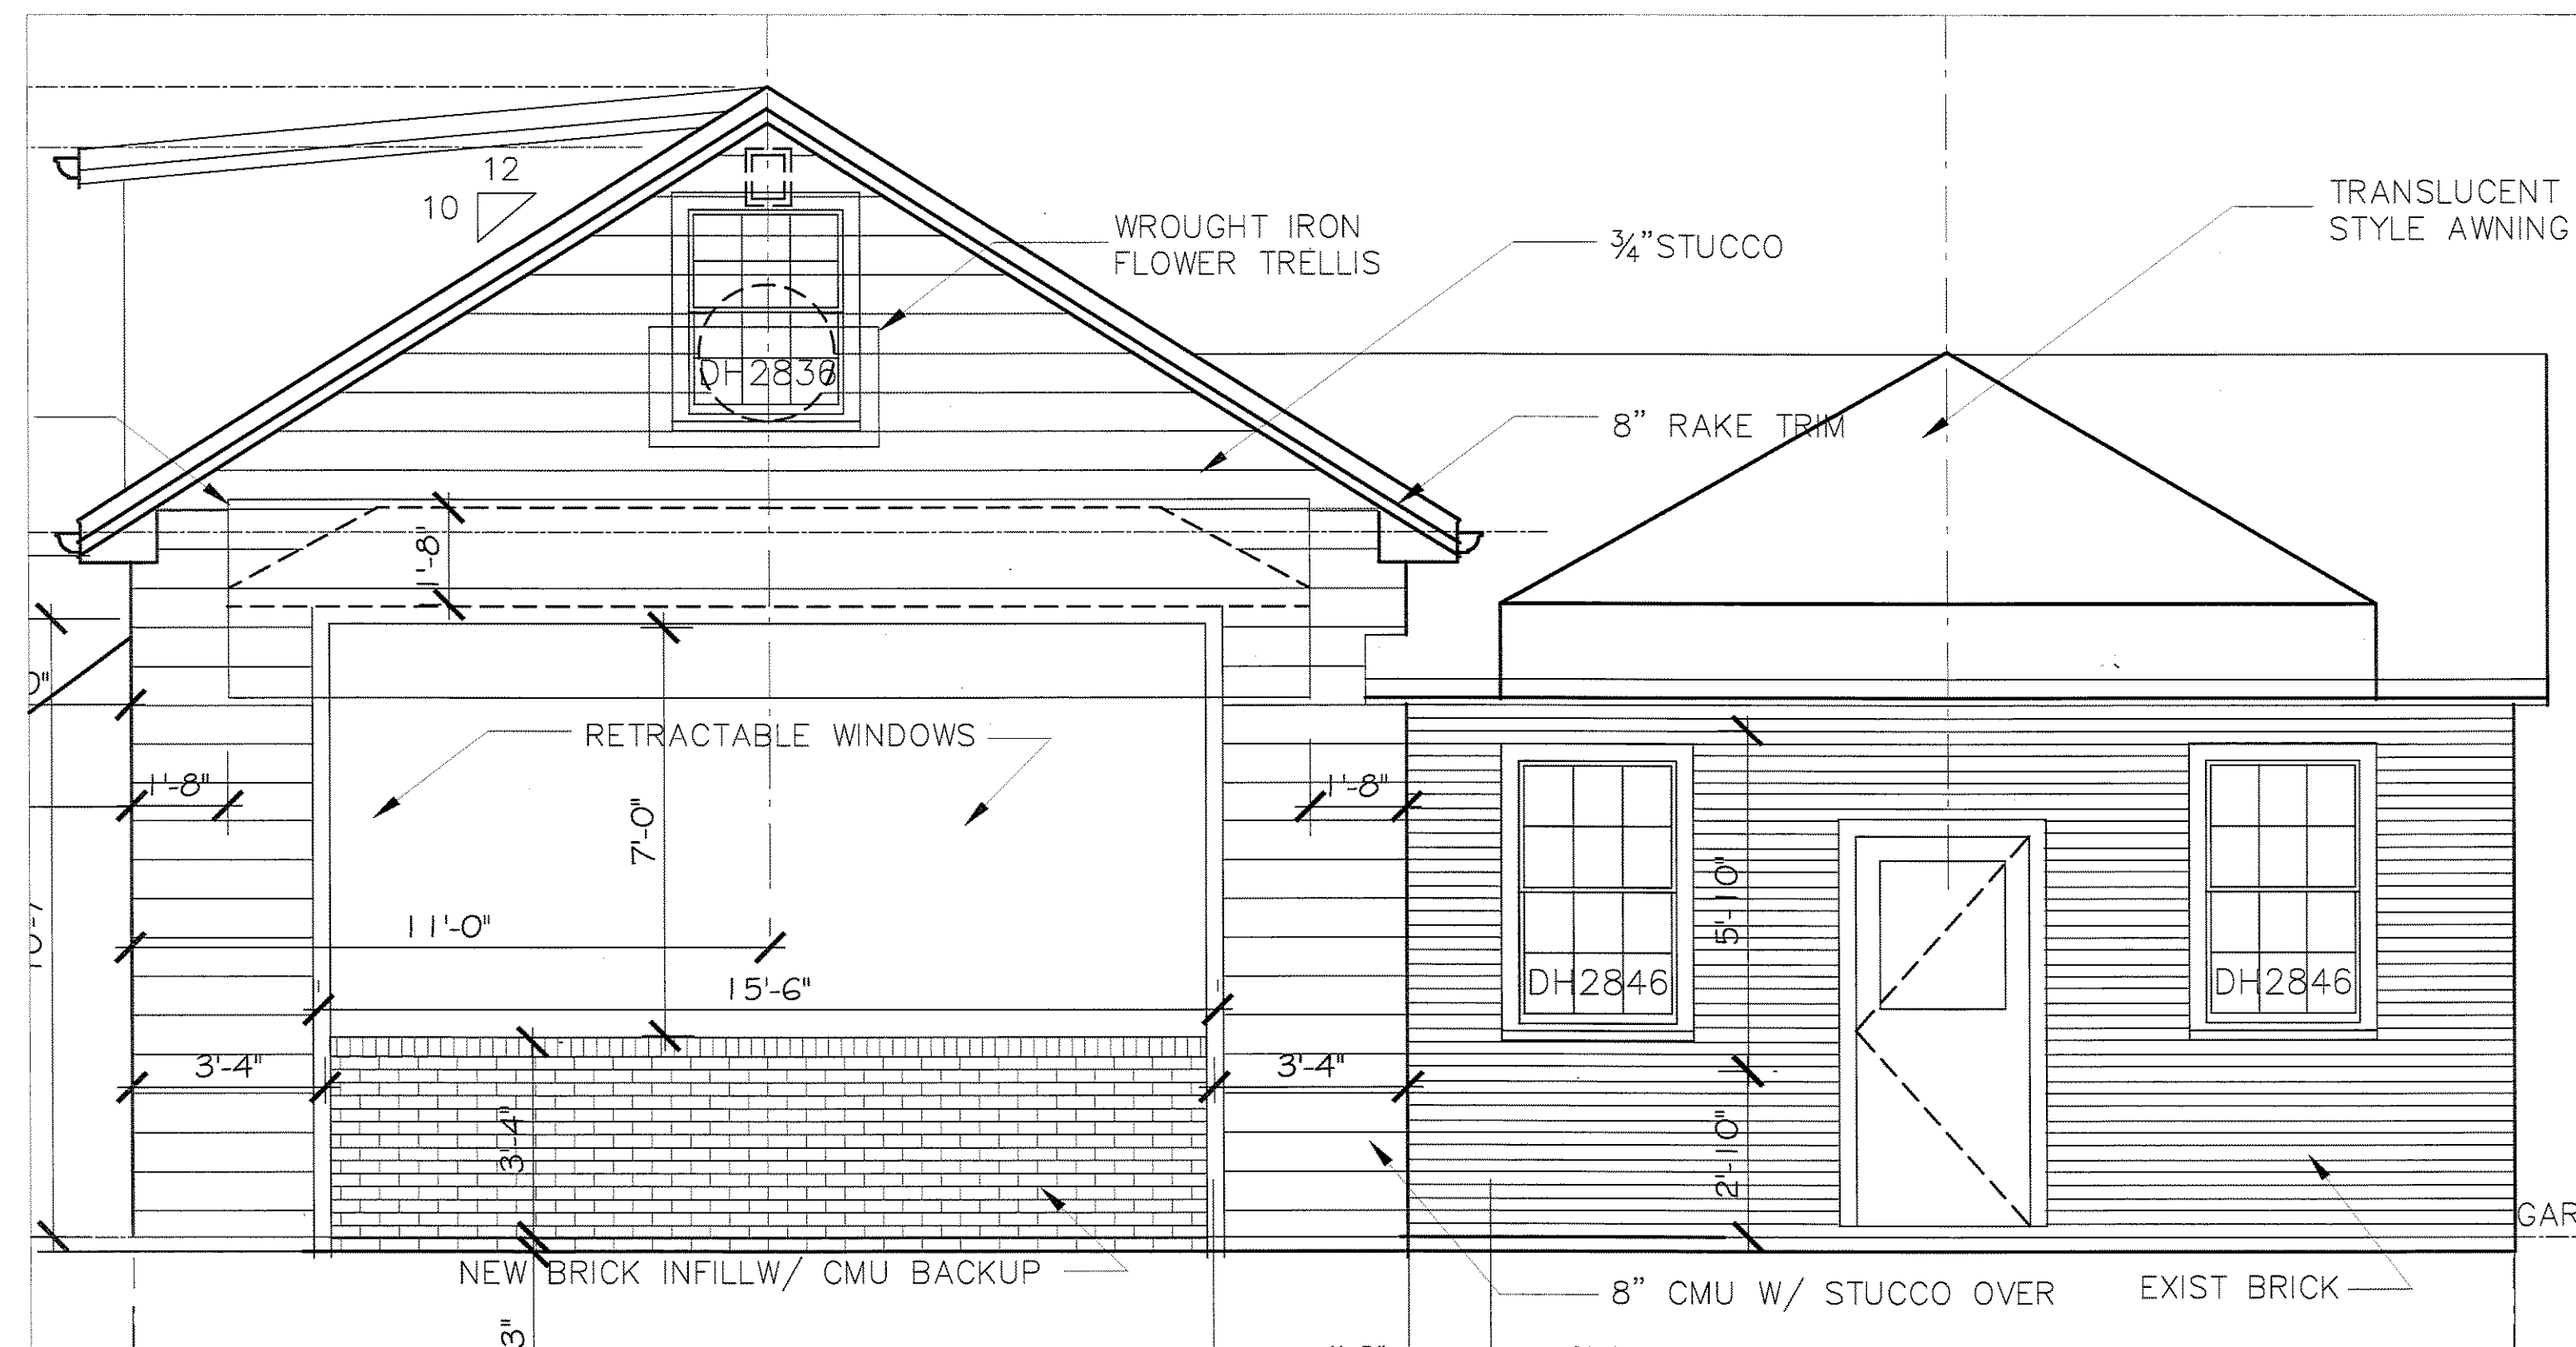 12
10
WROUGHT IRON
FLOWER TRELLIS
¾" STUCCO
TRANSLUCENT
STYLE AWNING
DH2836
8" RAKE TRIM
1'-8"
RETRACTABLE WINDOWS
1'-8"
1'-8"
7'-0"
5'-10"
11'-0"
15'-6"
DH2846
DH2846
3'-4"
3'-4"
3'-4"
2'-10"
GAR
NEW BRICK INFILLW/ CMU BACKUP
8" CMU W/ STUCCO OVER
EXIST BRICK
3"